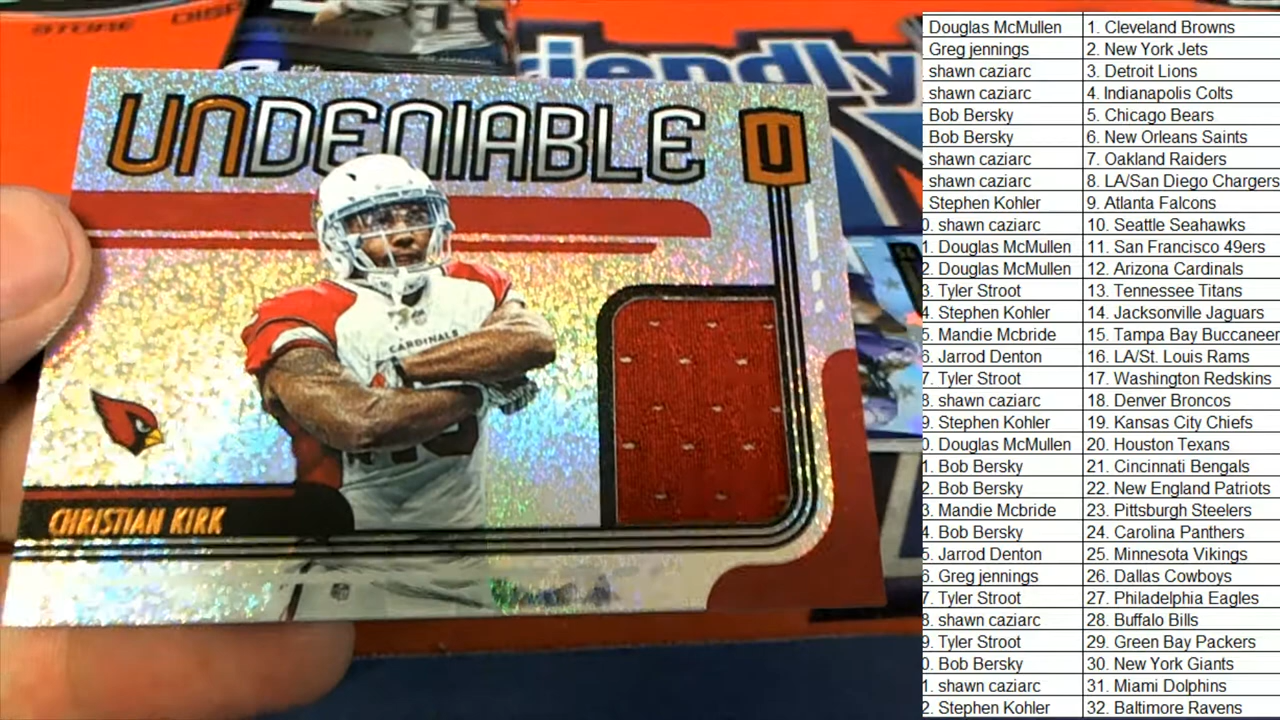 STORE DISP
iendly
UNDENIABLE U
CARDINALS
CHRISTIAN KIRK
Douglas McMullen 1. Cleveland Browns
Greg jennings 2. New York Jets
shawn caziarc 3. Detroit Lions
shawn caziarc 4. Indianapolis Colts
Bob Bersky 5. Chicago Bears
Bob Bersky 6. New Orleans Saints
shawn caziarc 7. Oakland Raiders
shawn caziarc 8. LA/San Diego Chargers
Stephen Kohler 9. Atlanta Falcons
0. shawn caziarc 10. Seattle Seahawks
1. Douglas McMullen 11. San Francisco 49ers
2. Douglas McMullen 12. Arizona Cardinals
3. Tyler Stroot 13. Tennessee Titans
4. Stephen Kohler 14. Jacksonville Jaguars
5. Mandie Mcbride 15. Tampa Bay Buccaneer
6. Jarrod Denton 16. LA/St. Louis Rams
7. Tyler Stroot 17. Washington Redskins
8. shawn caziarc 18. Denver Broncos
9. Stephen Kohler 19. Kansas City Chiefs
0. Douglas McMullen 20. Houston Texans
1. Bob Bersky 21. Cincinnati Bengals
2. Bob Bersky 22. New England Patriots
3. Mandie Mcbride 23. Pittsburgh Steelers
4. Bob Bersky 24. Carolina Panthers
5. Jarrod Denton 25. Minnesota Vikings
6. Greg jennings 26. Dallas Cowboys
7. Tyler Stroot 27. Philadelphia Eagles
8. shawn caziarc 28. Buffalo Bills
9. Tyler Stroot 29. Green Bay Packers
0. Bob Bersky 30. New York Giants
1. shawn caziarc 31. Miami Dolphins
2. Stephen Kohler 32. Baltimore Ravens